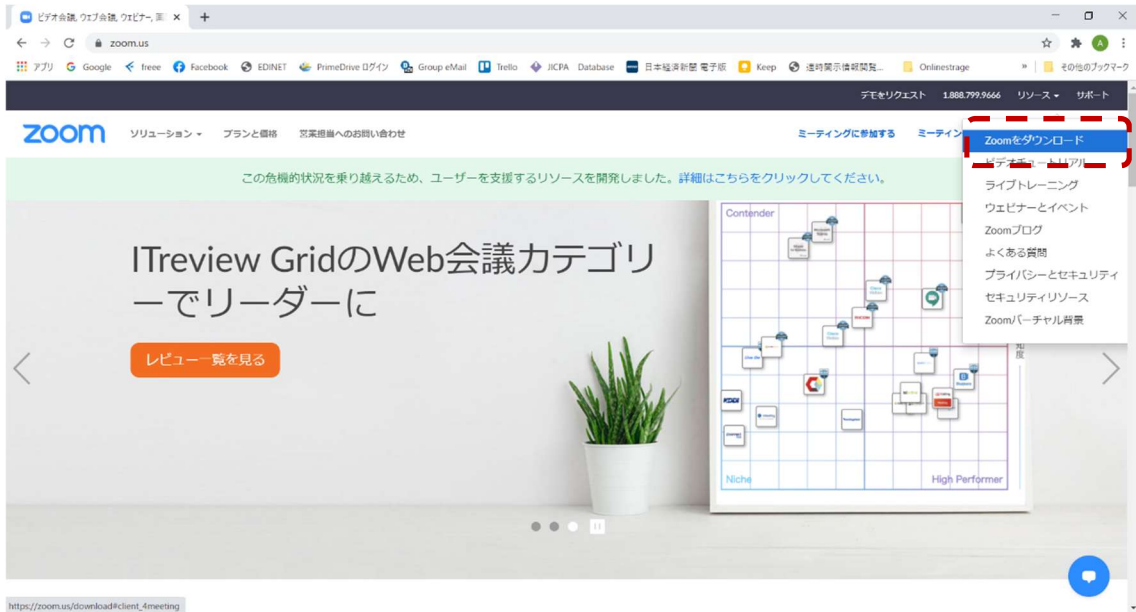 ビデオ会議, ウェブ会議, ウェビナー, 画
zoom.us
アプリ Google freee Facebook EDINET PrimeDrive ログイン Group eMail Trello JICPA Database 日本経済新聞 電子版 Keep 適時開示情報閲覧... Onlinestrage » その他のブックマーク
デモをリクエスト 1.888.799.9666 リソース サポート
zoom ソリューション プランと価格 営業担当へのお問い合わせ ミーティングに参加する ミーティン
Zoomをダウンロード
ビデオチュートリアル
ライブトレーニング
ウェビナーとイベント
Zoomブログ
よくある質問
プライバシーとセキュリティ
セキュリティリソース
Zoomバーチャル背景
この危機的状況を乗り越えるため、ユーザーを支援するリソースを開発しました。詳細はこちらをクリックしてください。
ITreview GridのWeb会議カテゴリ
ーでリーダーに
レビュー一覧を見る
Contender
Niche
High Performer
https://zoom.us/download#client_4meeting